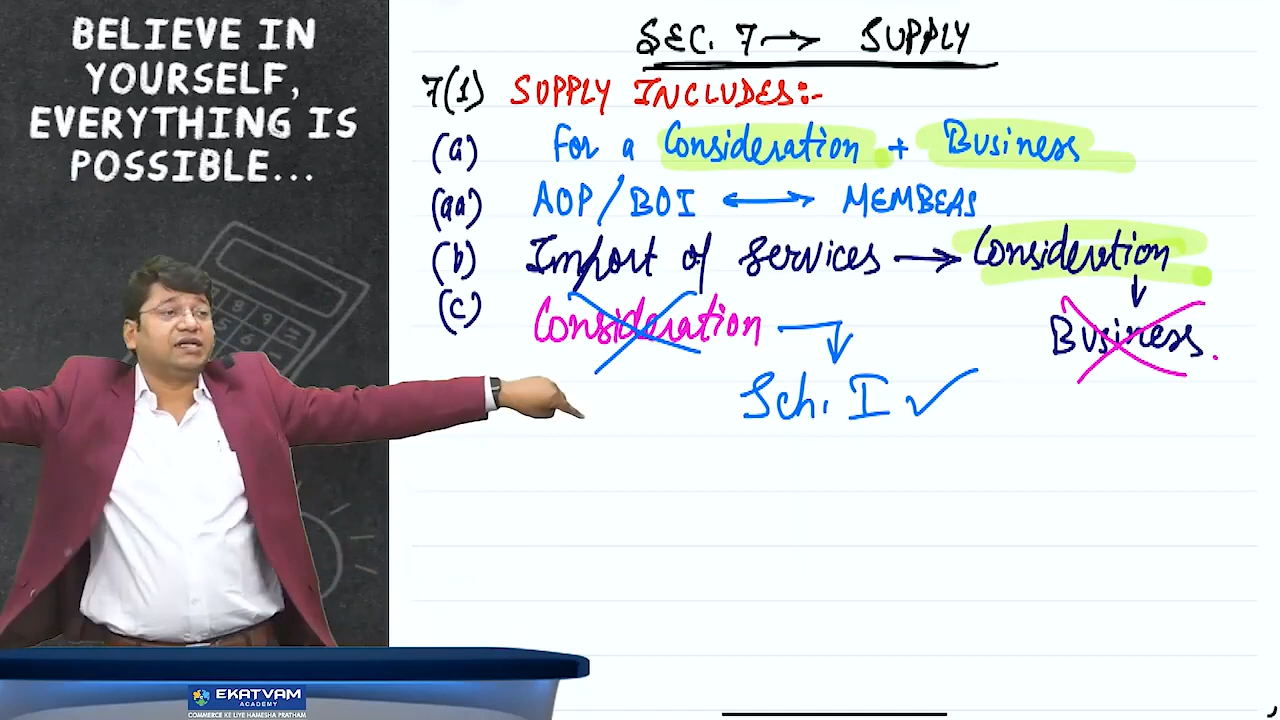 BELIEVE IN
YOURSELF,
EVERYTHING IS
POSSIBLE...
SEC. 7 → SUPPLY
7(1) SUPPLY INCLUDES:-
(a) For a Consideration + Business
(aa) AOP/BOI ↔ MEMBERS
(b) Import of Services → Consideration
↓
Business.
(c) Consideration → Sch. I ✓
EKATVAM
ACADEMY
COMMERCE KE LIYE HAMESHA PRATHAM